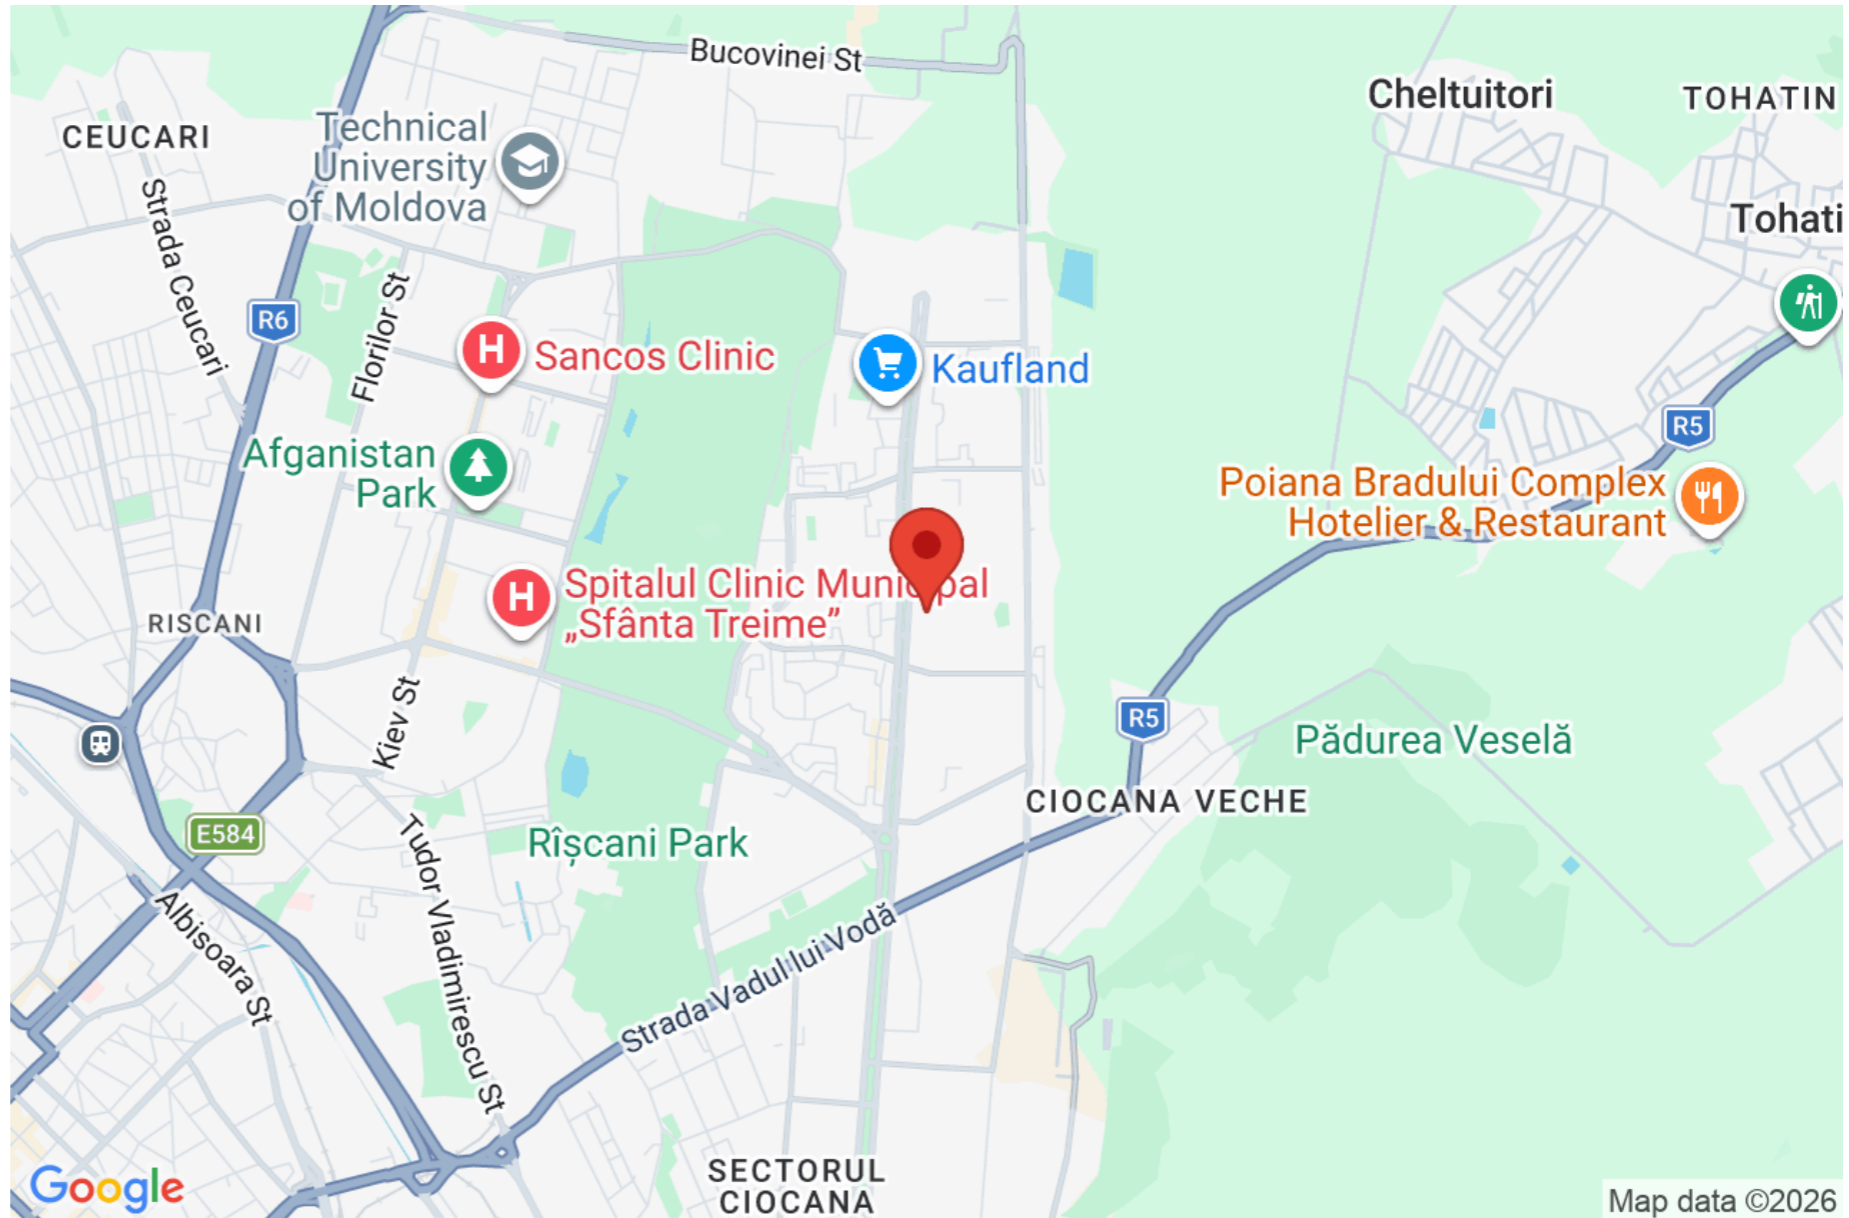 Bucovinei St
Cheltuitori
TOHATIN
CEUCARI
Technical
University
of Moldova
Strada Ceucari
Tohati
Florilor St
R6
H
Sancos Clinic
Kaufland
R5
Afganistan
Park
Poiana Bradului Complex
Hotelier & Restaurant
H
Spitalul Clinic Municipal
„Sfânta Treime”
RISCANI
Kiev St
R5
Pădurea Veselă
CIOCANA VECHE
E584
Rîșcani Park
Tudor Vladimirescu St
Albisoara St
Strada Vadul lui Vodă
SECTORUL
CIOCANA
Google
Map data ©2026